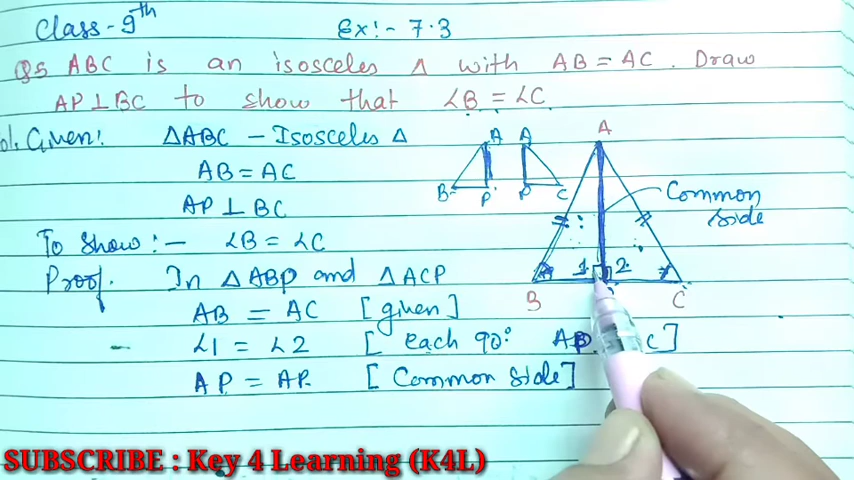 Class-9th Ex:- 7.3
Q5 ABC is an isosceles Δ with AB = AC. Draw
AP⊥BC to show that ∠B = ∠C
Given: ΔABC - Isosceles Δ
AB = AC
AP ⊥ BC
To show:- ∠B = ∠C
Proof. In ΔABP and ΔACP
AB = AC [given]
∠1 = ∠2 [each 90° C]
AP = AP [Common side]
A A A
B P P C
Common
side
1 2
B C
SUBSCRIBE : Key 4 Learning (K4L)